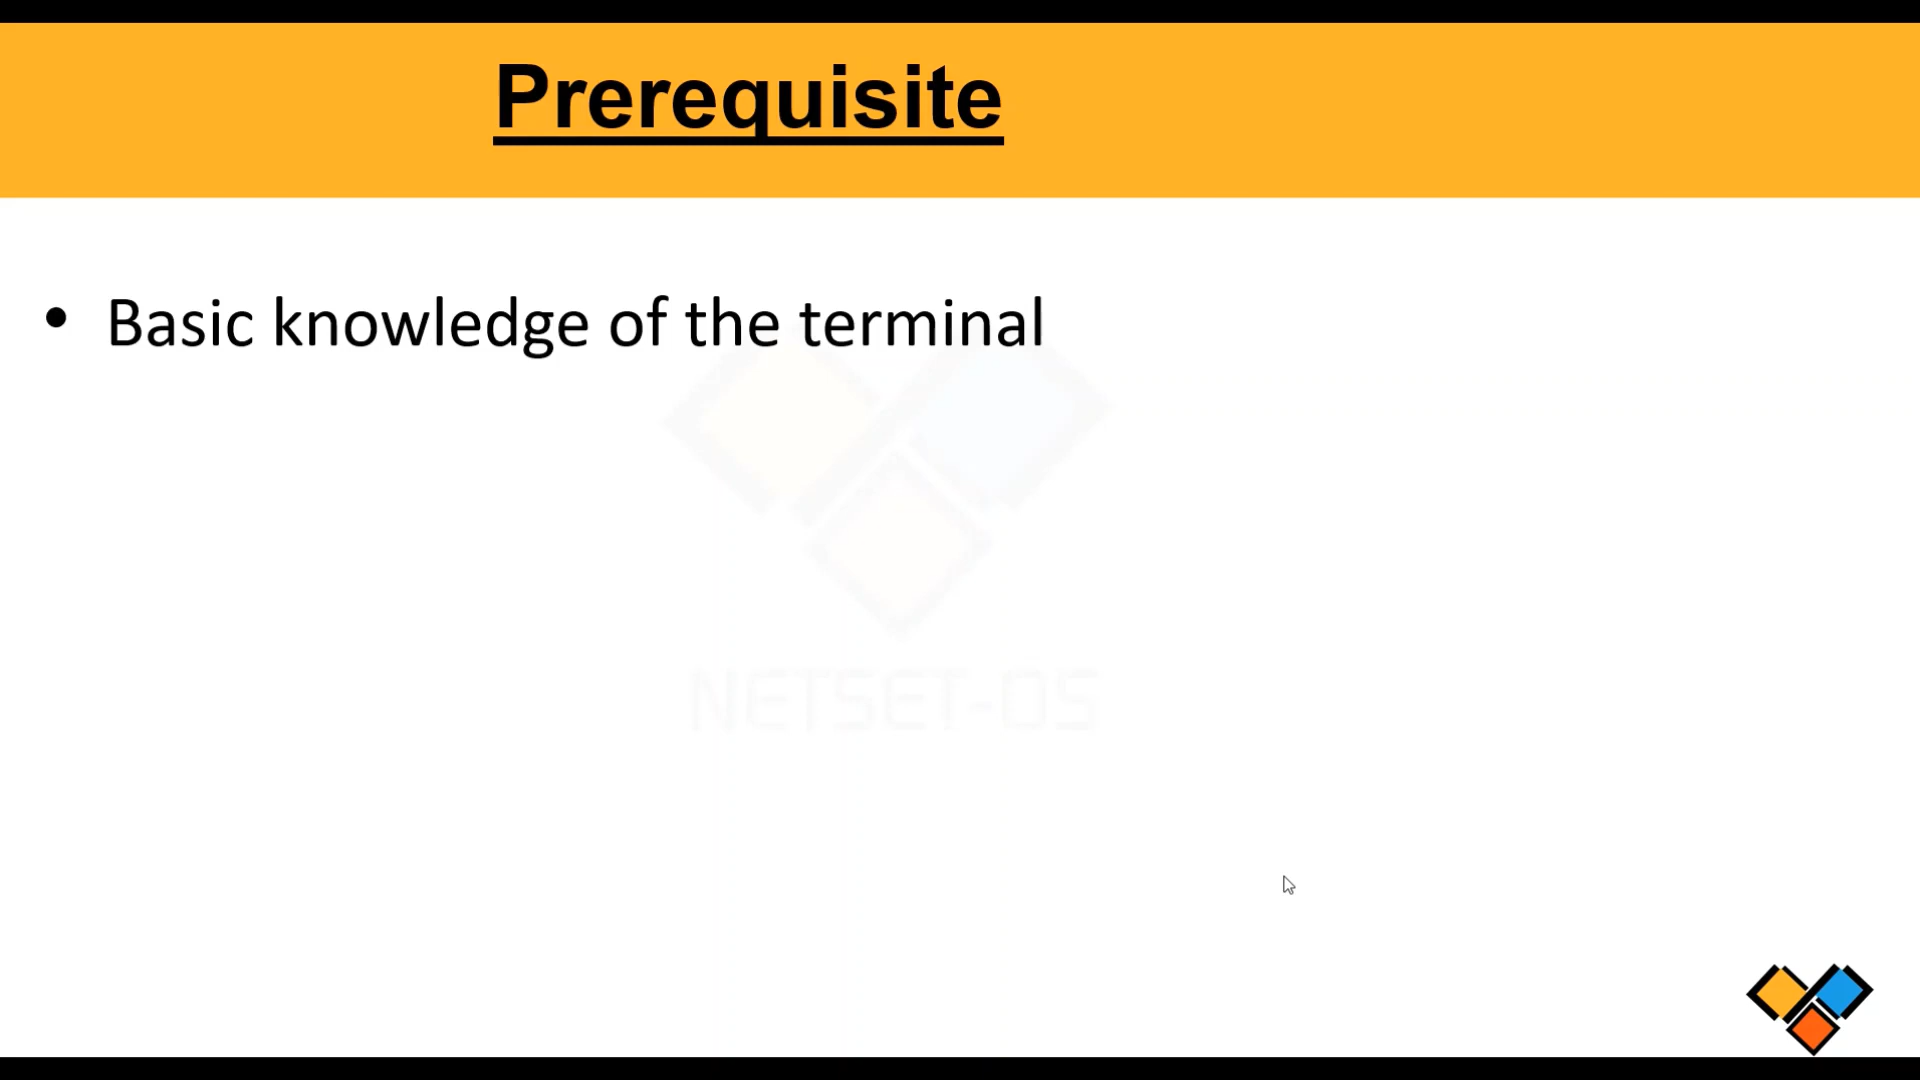 Prerequisite
• Basic knowledge of the terminal
NETSET-OS